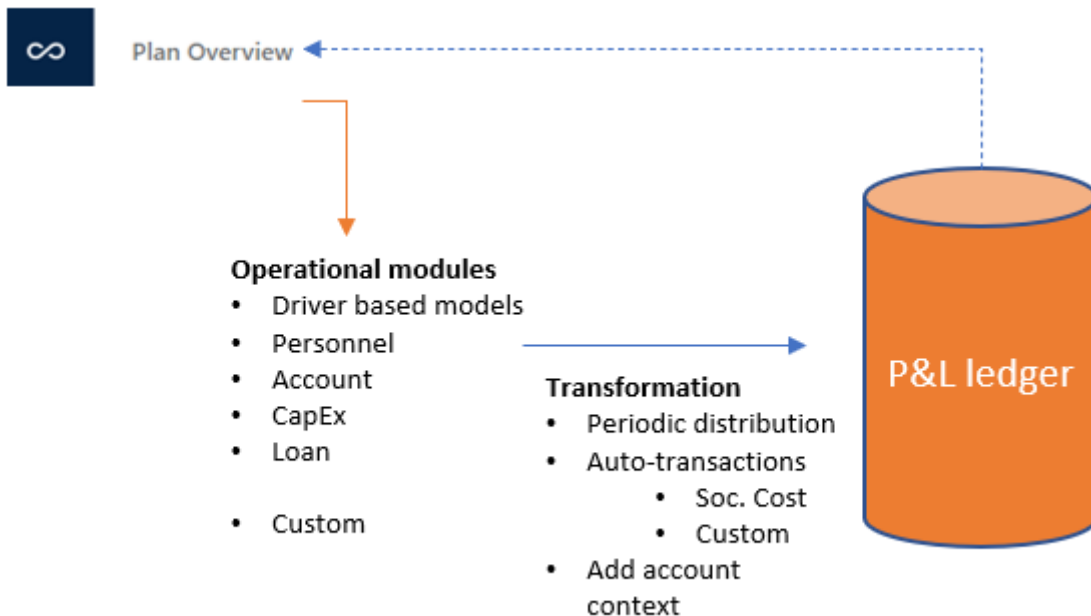 Plan Overview
Operational modules
• Driver based models
• Personnel
• Account
• CapEx
• Loan
• Custom
Transformation
• Periodic distribution
• Auto-transactions
• Soc. Cost
• Custom
• Add account
context
P&L ledger